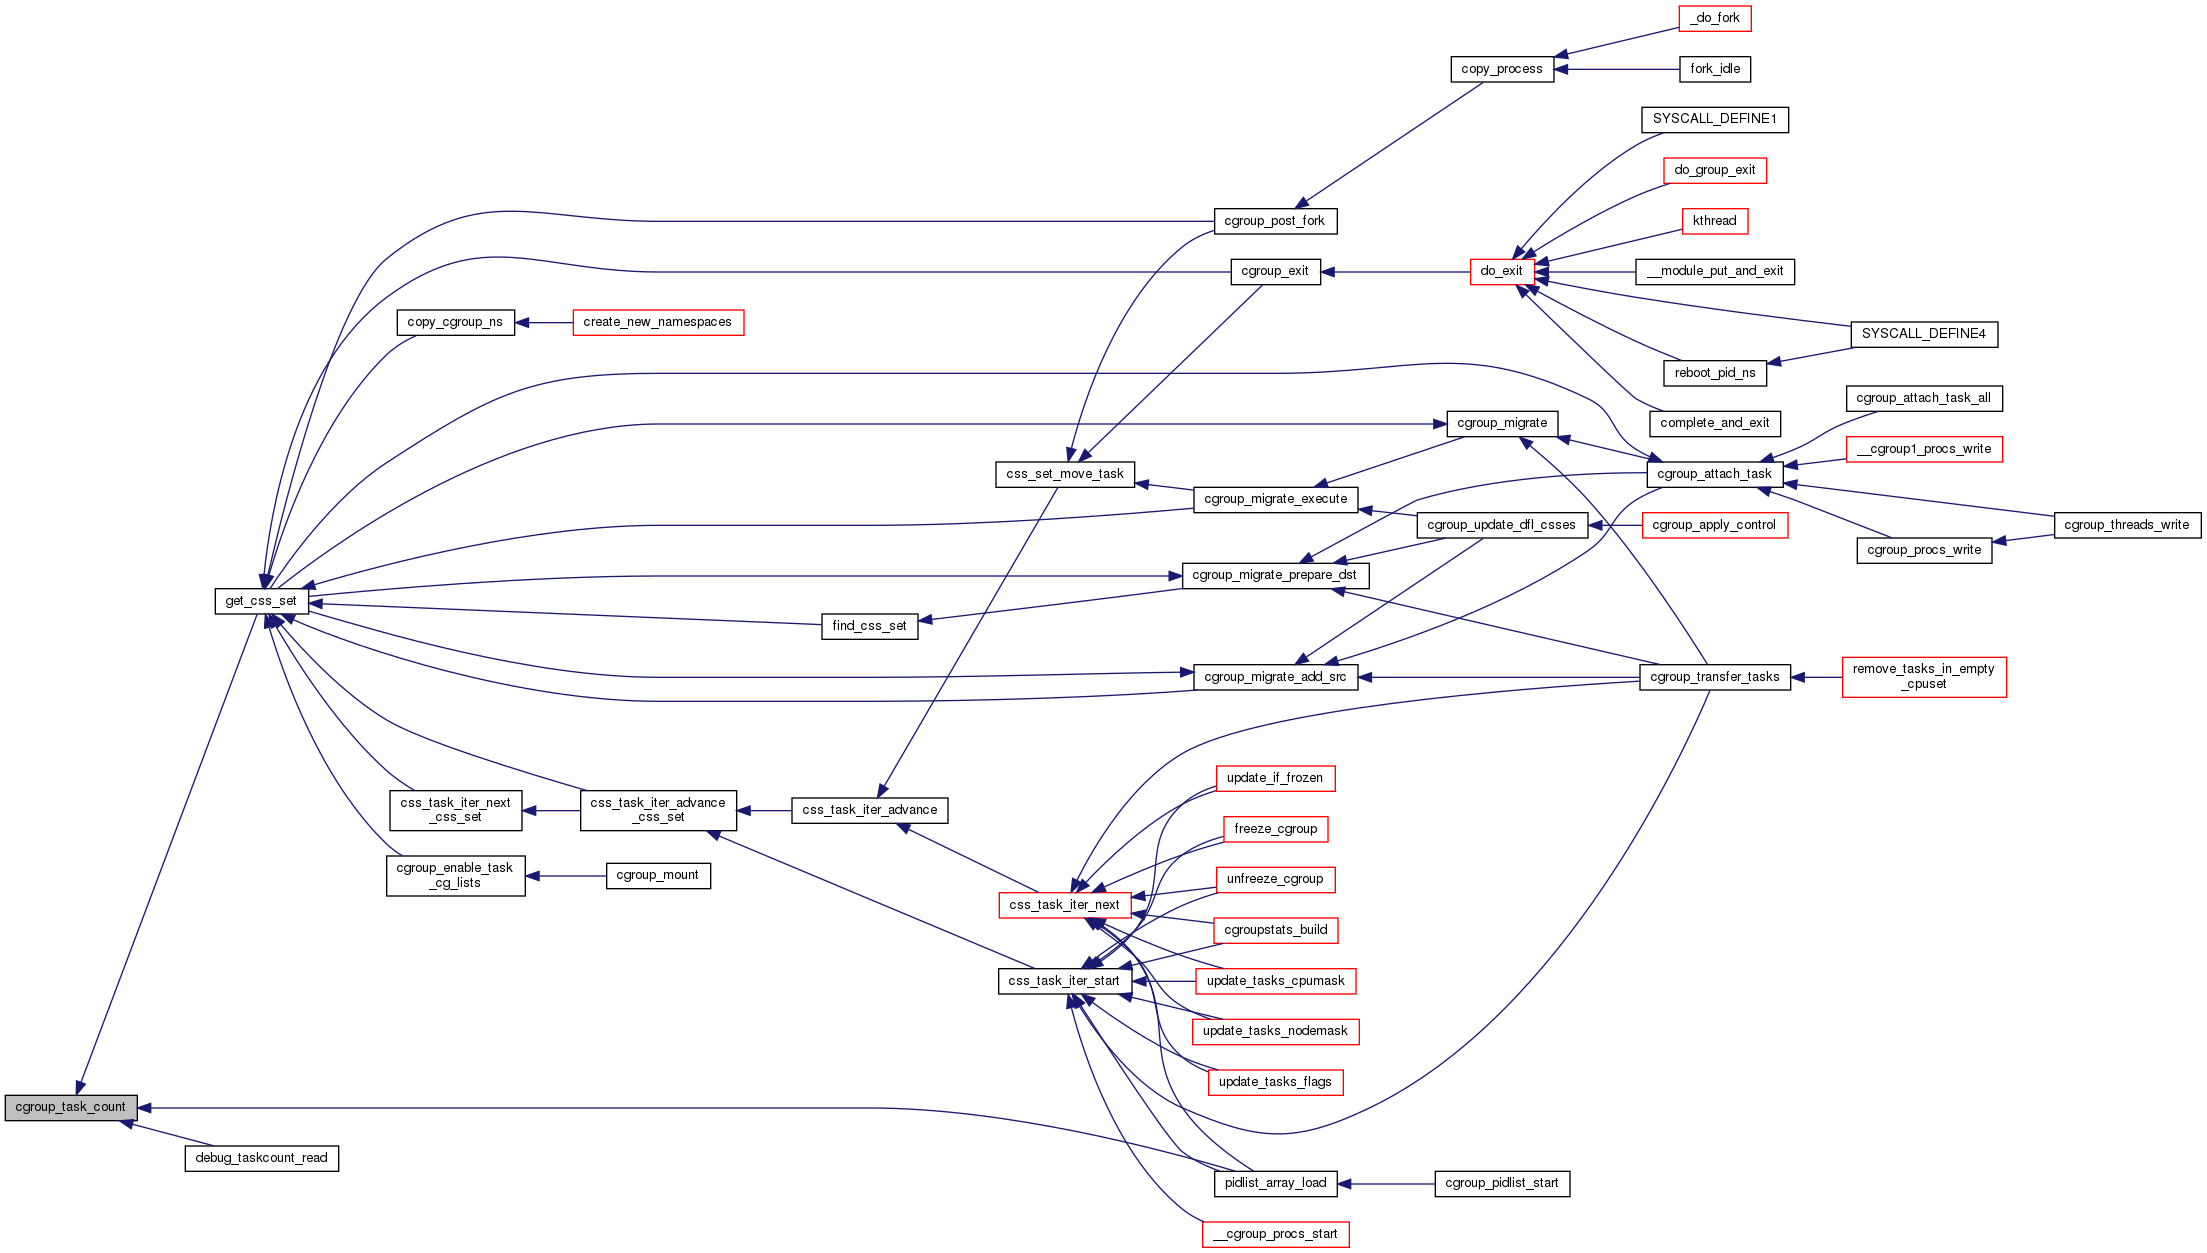 _do_fork
copy_process
fork_idle
SYSCALL_DEFINE1
do_group_exit
kthread
cgroup_post_fork
cgroup_exit
do_exit
__module_put_and_exit
copy_cgroup_ns
create_new_namespaces
SYSCALL_DEFINE4
reboot_pid_ns
cgroup_attach_task_all
cgroup_migrate
complete_and_exit
__cgroup1_procs_write
css_set_move_task
cgroup_attach_task
cgroup_migrate_execute
cgroup_update_dfl_csses
cgroup_apply_control
cgroup_threads_write
cgroup_procs_write
cgroup_migrate_prepare_dst
get_css_set
find_css_set
cgroup_migrate_add_src
cgroup_transfer_tasks
remove_tasks_in_empty
_cpuset
update_if_frozen
css_task_iter_next
_css_set
css_task_iter_advance
_css_set
css_task_iter_advance
freeze_cgroup
cgroup_enable_task
_cg_lists
cgroup_mount
unfreeze_cgroup
css_task_iter_next
cgroupstats_build
css_task_iter_start
update_tasks_cpumask
update_tasks_nodemask
update_tasks_flags
cgroup_task_count
debug_taskcount_read
pidlist_array_load
cgroup_pidlist_start
__cgroup_procs_start